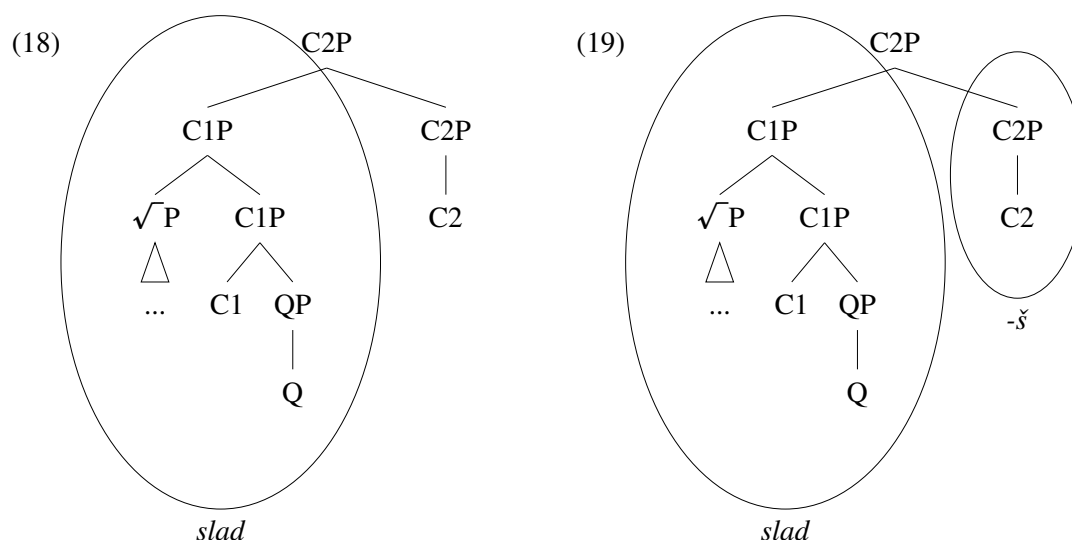 (18) C2P (19) C2P
C1P C2P C1P C2P
√P C1P C2 √P C1P C2
... C1 QP ... C1 QP -š
Q Q
slad slad